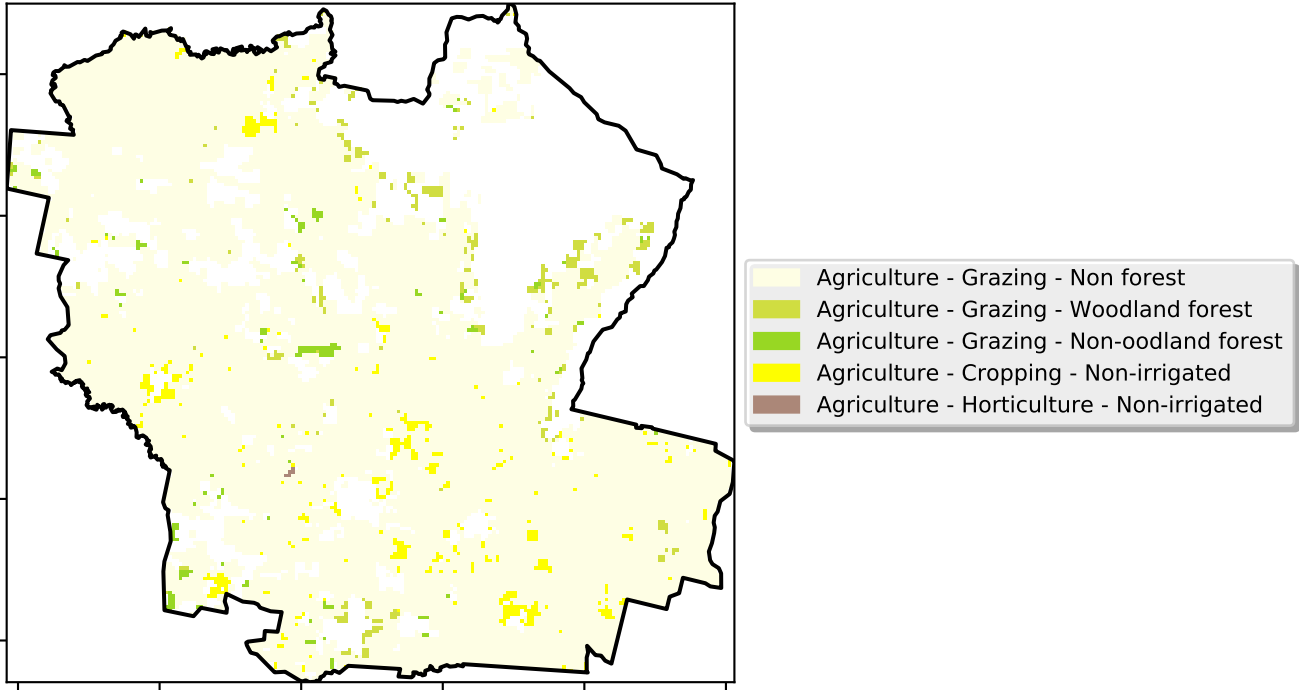 Agriculture - Grazing - Non forest
Agriculture - Grazing - Woodland forest
Agriculture - Grazing - Non-oodland forest
Agriculture - Cropping - Non-irrigated
Agriculture - Horticulture - Non-irrigated